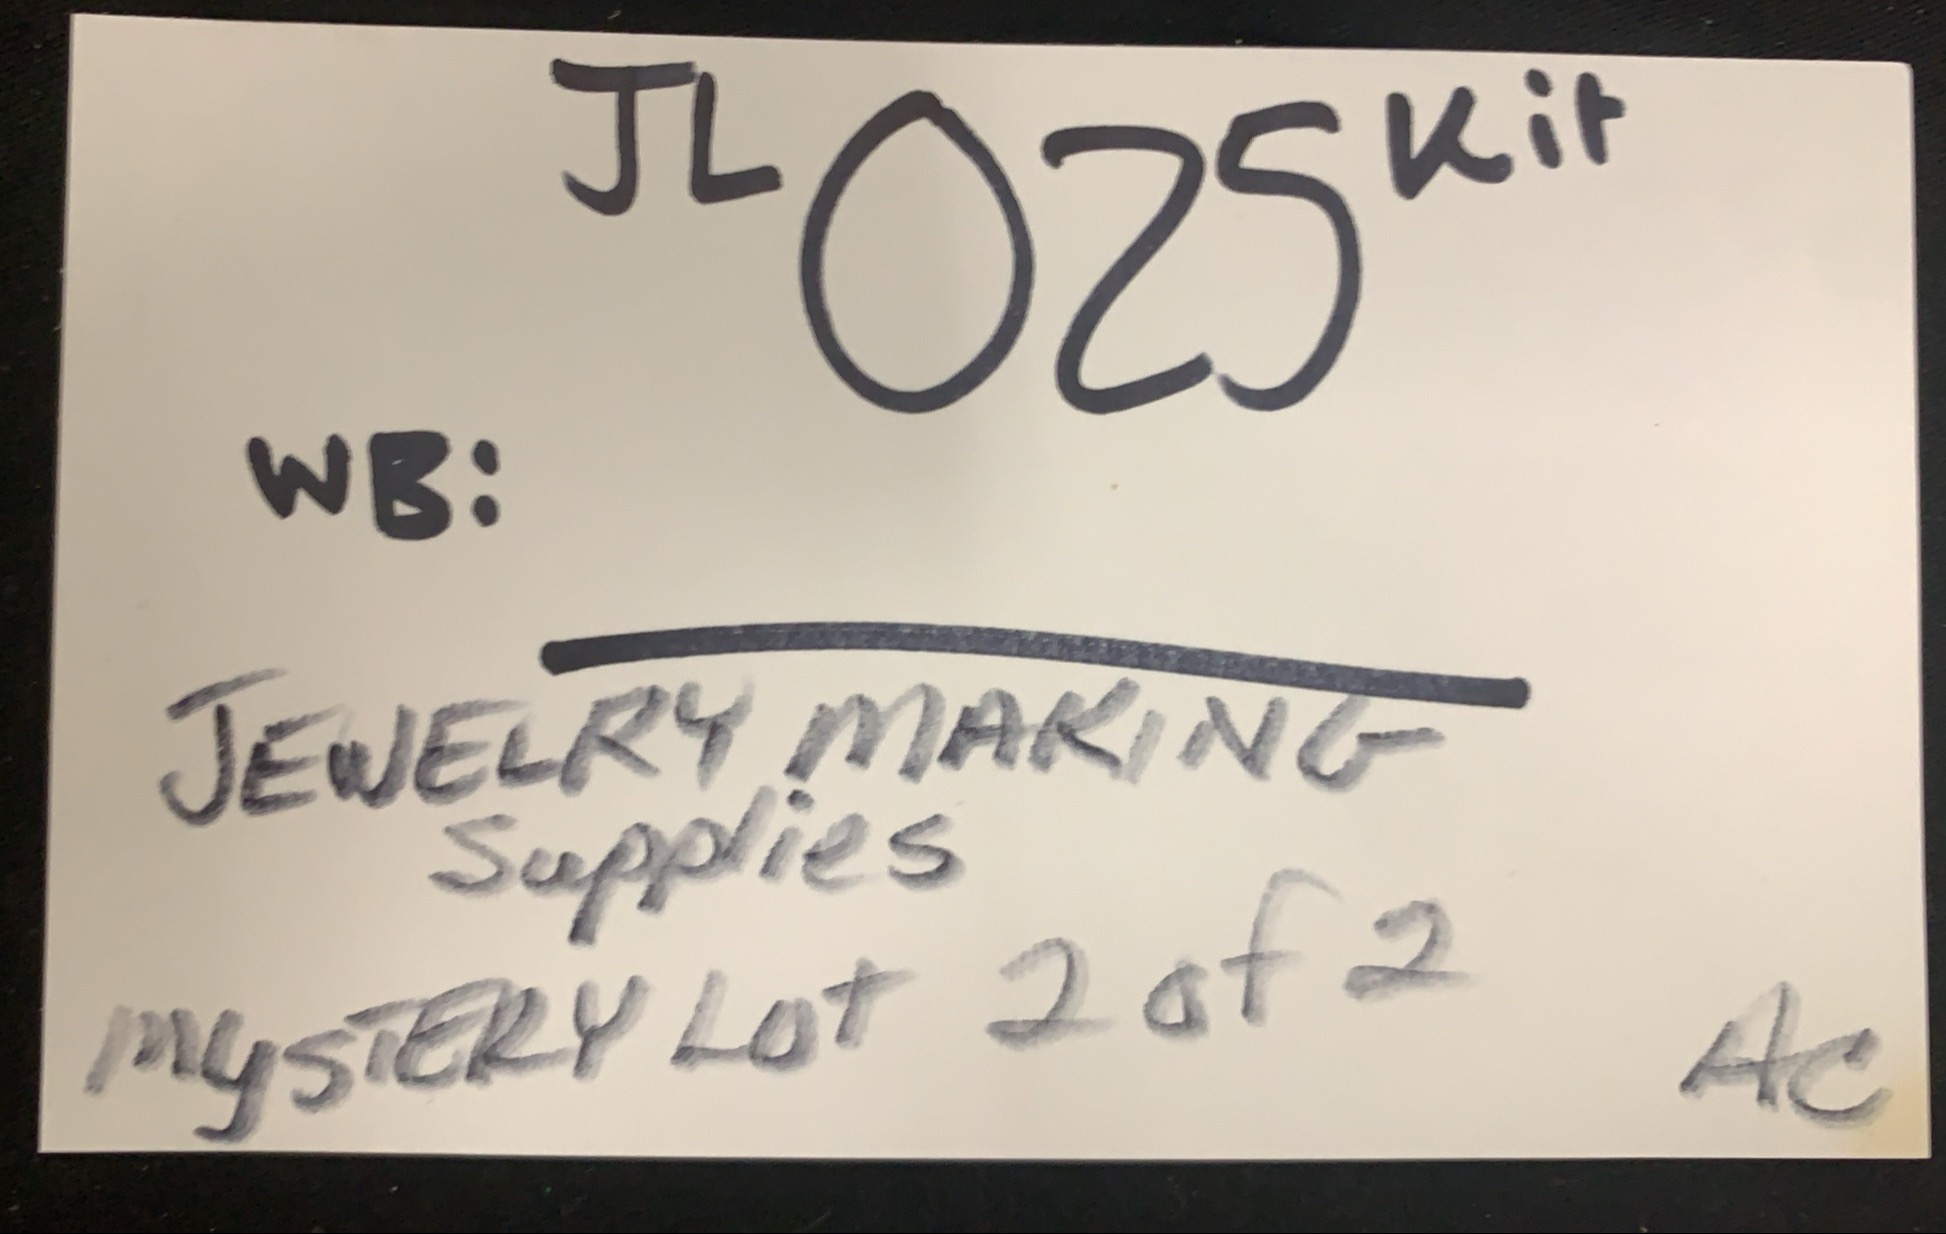 JL 025 Kit
WB:
JEWELRY MAKING
Supplies
MYSTERY Lot 2 of 2
AC